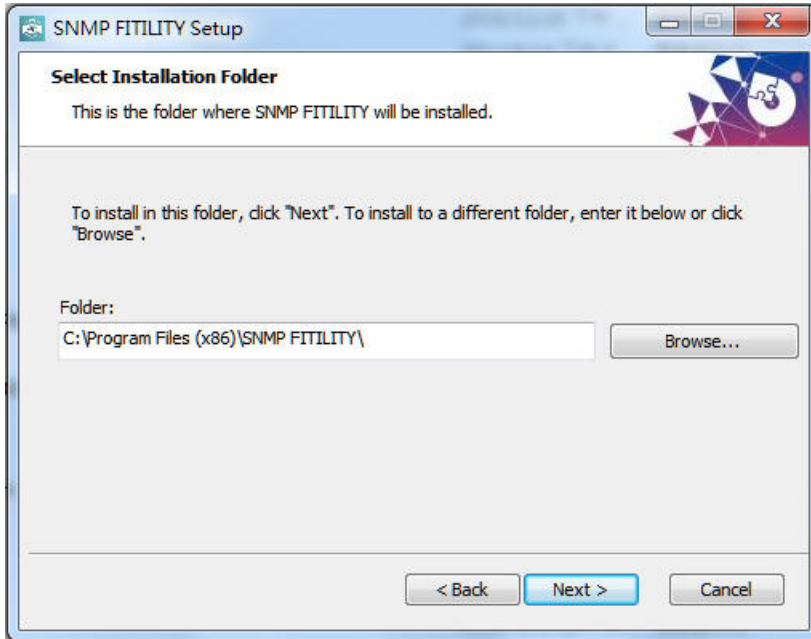 SNMP FITILITY Setup
Select Installation Folder
This is the folder where SNMP FITILITY will be installed.
To install in this folder, click "Next". To install to a different folder, enter it below or click
"Browse".
Folder:
C:\Program Files (x86)\SNMP FITILITY\
Browse...
< Back
Next >
Cancel